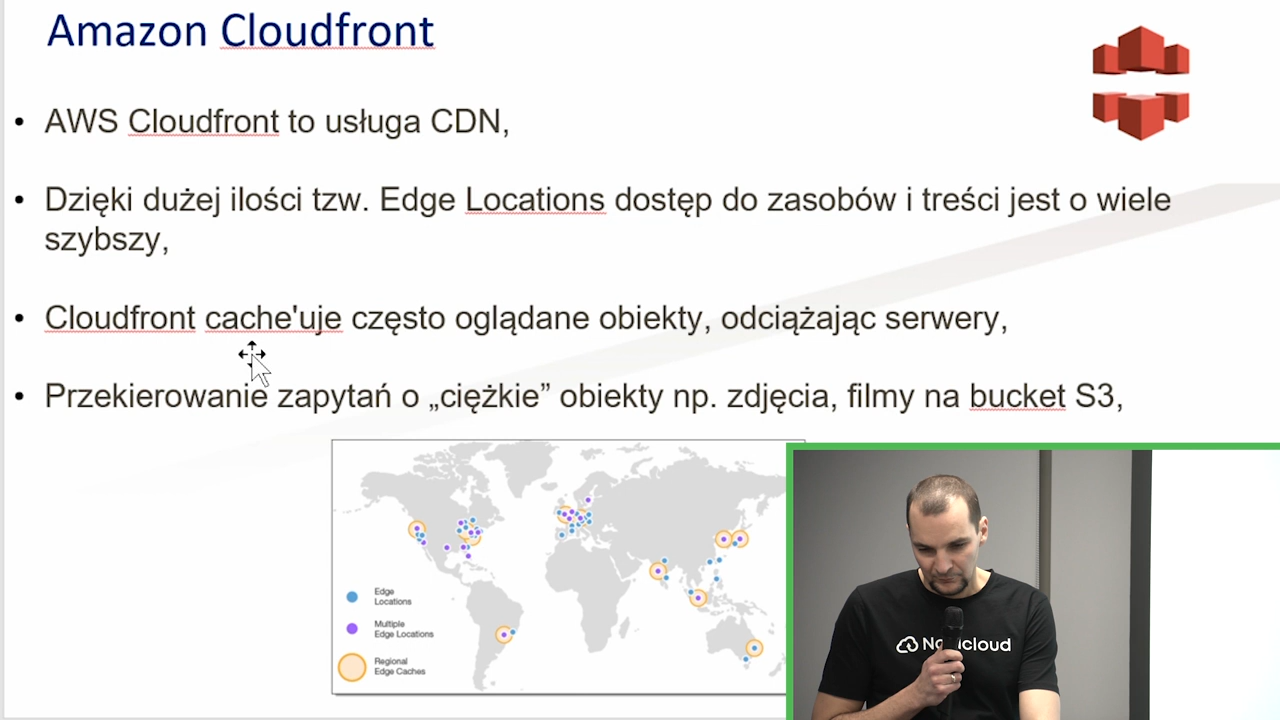 Amazon Cloudfront
• AWS Cloudfront to usługa CDN,
• Dzięki dużej ilości tzw. Edge Locations dostęp do zasobów i treści jest o wiele
szybszy,
• Cloudfront cache'uje często oglądane obiekty, odciążając serwery,
• Przekierowanie zapytań o „ciężkie” obiekty np. zdjęcia, filmy na bucket S3,
Edge
Locations
Multiple
Edge Locations
Regional
Edge Caches